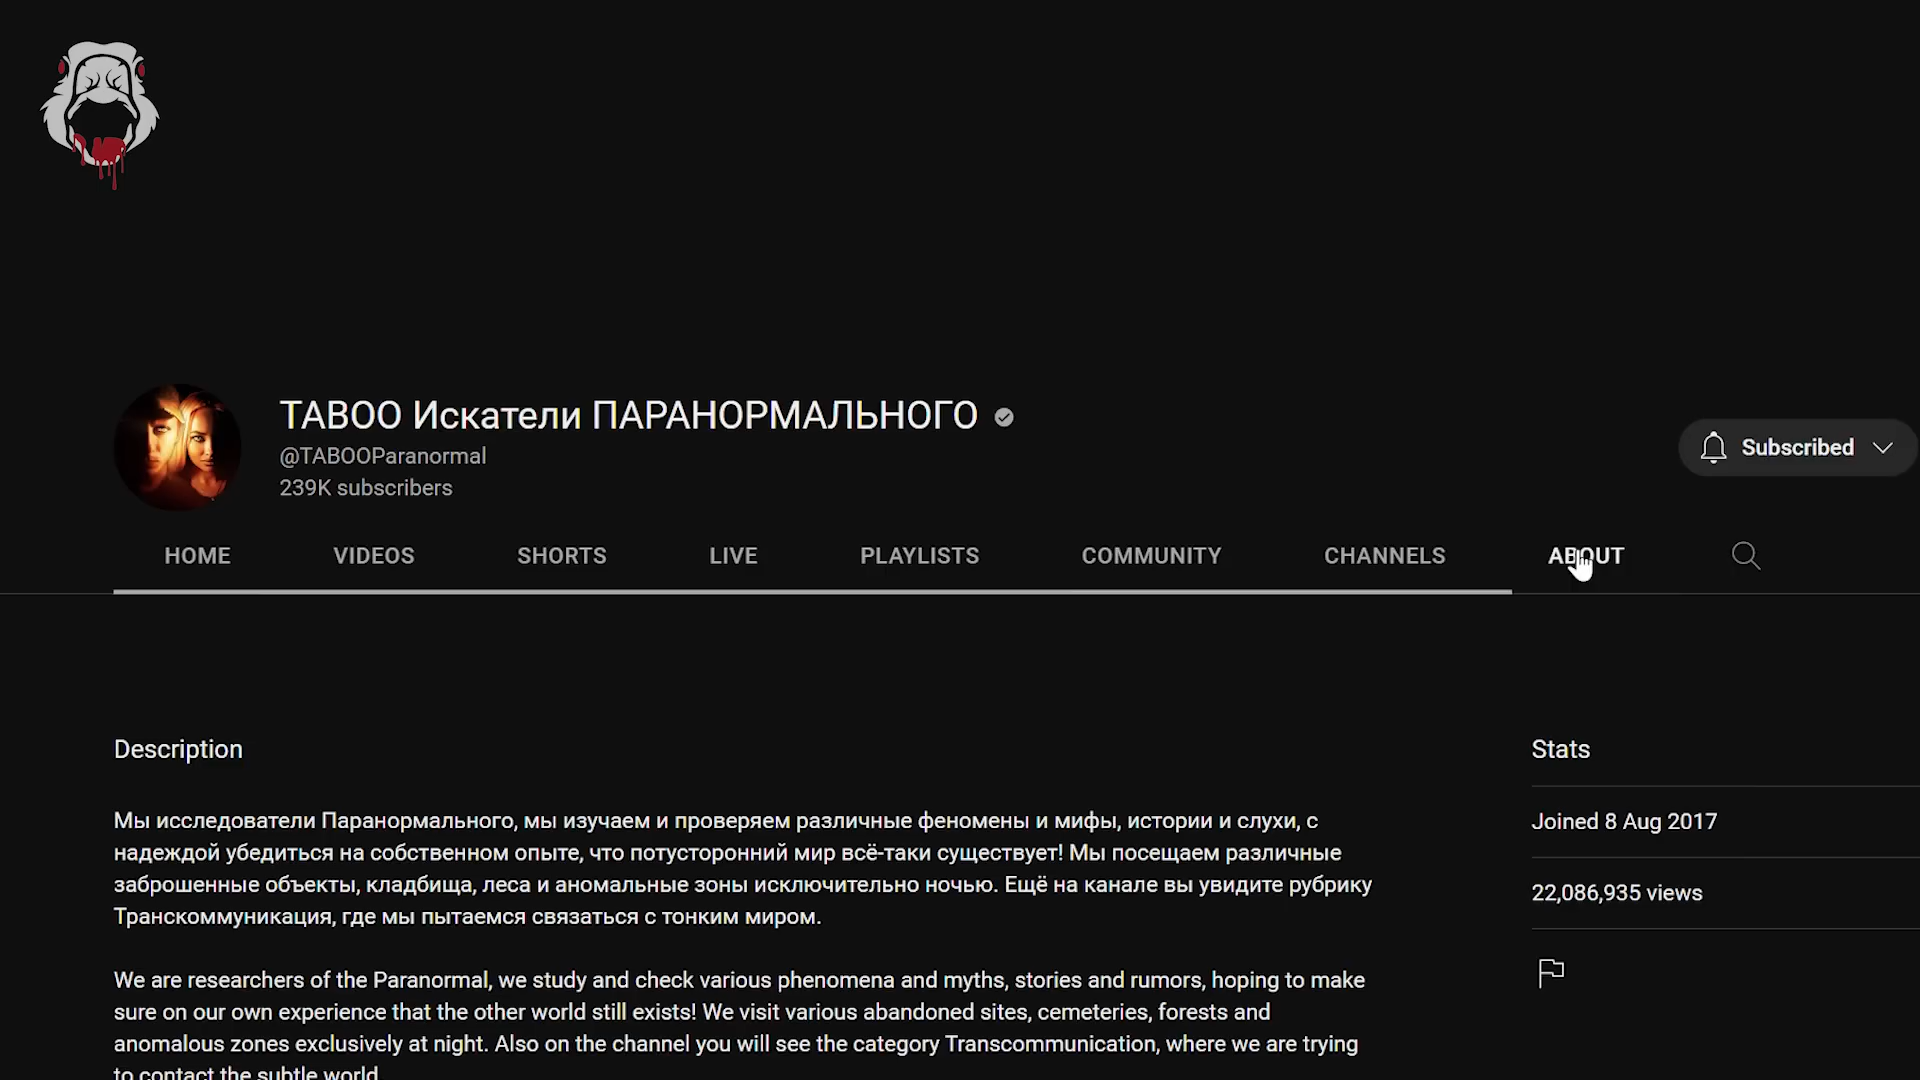 TABOO Искатели ПАРАНОРМАЛЬНОГО
@TABOOParanormal
239K subscribers
Subscribed
HOME VIDEOS SHORTS LIVE PLAYLISTS COMMUNITY CHANNELS ABOUT
Description
Мы исследователи Паранормального, мы изучаем и проверяем различные феномены и мифы, истории и слухи, с
надеждой убедиться на собственном опыте, что потусторонний мир всё-таки существует! Мы посещаем различные
заброшенные объекты, кладбища, леса и аномальные зоны исключительно ночью. Ещё на канале вы увидите рубрику
Транскоммуникация, где мы пытаемся связаться с тонким миром.
We are researchers of the Paranormal, we study and check various phenomena and myths, stories and rumors, hoping to make
sure on our own experience that the other world still exists! We visit various abandoned sites, cemeteries, forests and
anomalous zones exclusively at night. Also on the channel you will see the category Transcommunication, where we are trying
to contact the subtle world.
Stats
Joined 8 Aug 2017
22,086,935 views